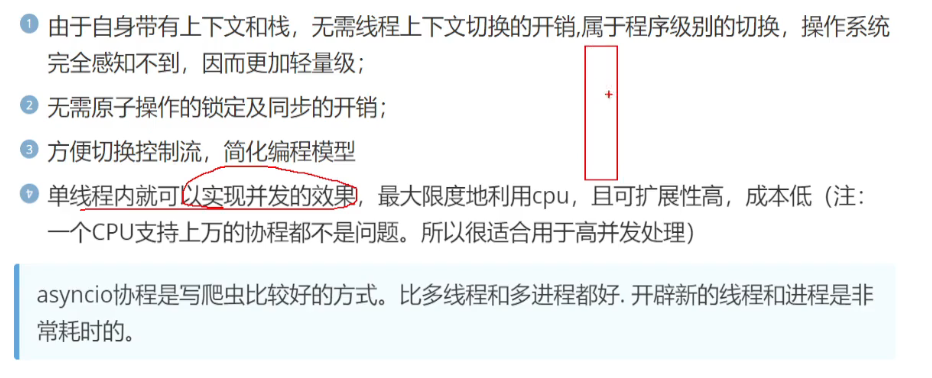 1 由于自身带有上下文和栈，无需线程上下文切换的开销,属于程序级别的切换，操作系统
完全感知不到，因而更加轻量级；
2 无需原子操作的锁定及同步的开销；
3 方便切换控制流，简化编程模型
4 单线程内就可以实现并发的效果，最大限度地利用cpu，且可扩展性高，成本低（注：
一个CPU支持上万的协程都不是问题。所以很适合用于高并发处理）
asyncio协程是写爬虫比较好的方式。比多线程和多进程都好. 开辟新的线程和进程是非
常耗时的。